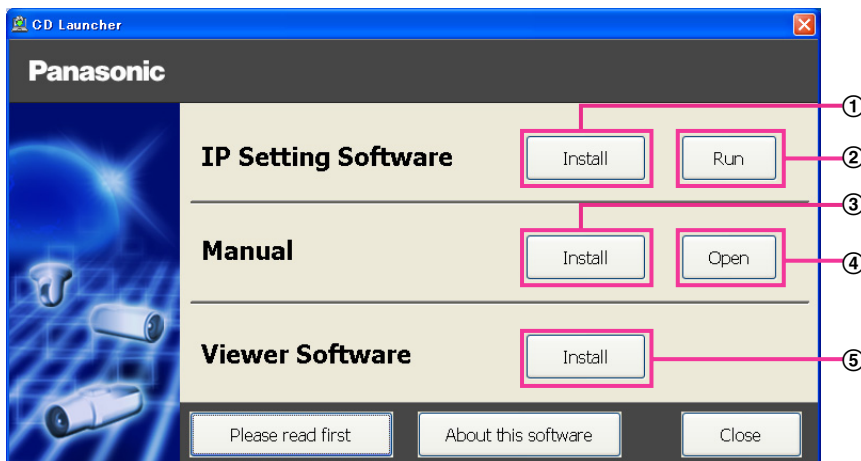 CD Launcher
Panasonic
①
IP Setting Software Install Run ②
③
Manual Install Open ④
Viewer Software Install ⑤
Please read first About this software Close